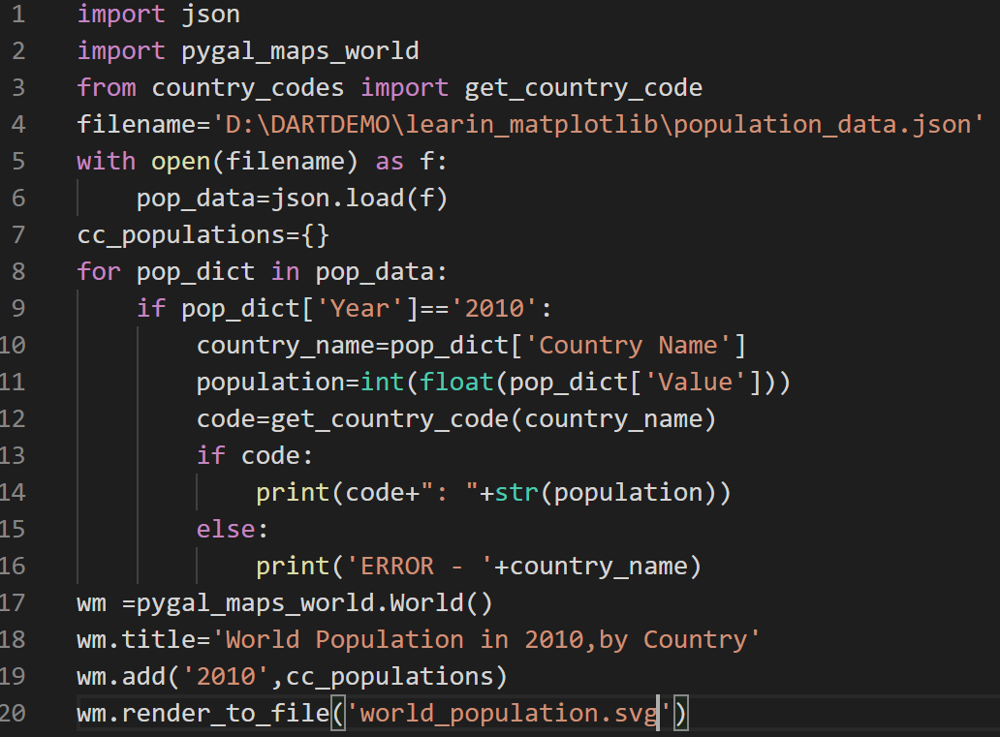 1 import json
2 import pygal_maps_world
3 from country_codes import get_country_code
4 filename='D:\DARTDEMO\learin_matplotlib\population_data.json'
5 with open(filename) as f:
6     pop_data=json.load(f)
7 cc_populations={}
8 for pop_dict in pop_data:
9     if pop_dict['Year']=='2010':
10         country_name=pop_dict['Country Name']
11         population=int(float(pop_dict['Value']))
12         code=get_country_code(country_name)
13         if code:
14             print(code+": "+str(population))
15         else:
16             print('ERROR - '+country_name)
17 wm =pygal_maps_world.World()
18 wm.title='World Population in 2010,by Country'
19 wm.add('2010',cc_populations)
20 wm.render_to_file('world_population.svg')